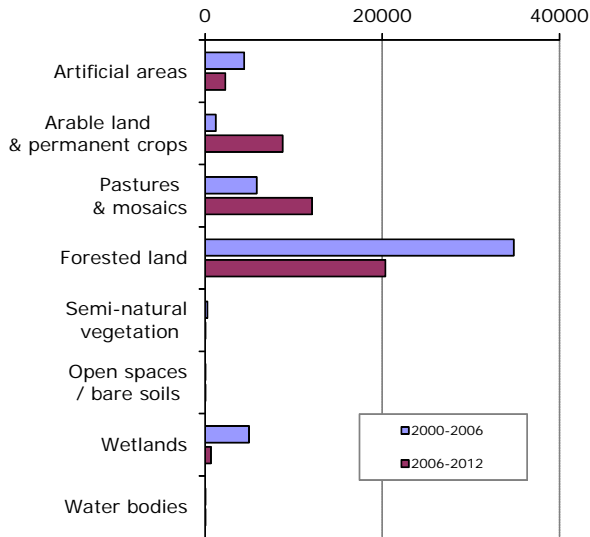 0 20000 40000
Artificial areas
Arable land
& permanent crops
Pastures
& mosaics
Forested land
Semi-natural
vegetation
Open spaces
/ bare soils
Wetlands
Water bodies
2000-2006
2006-2012